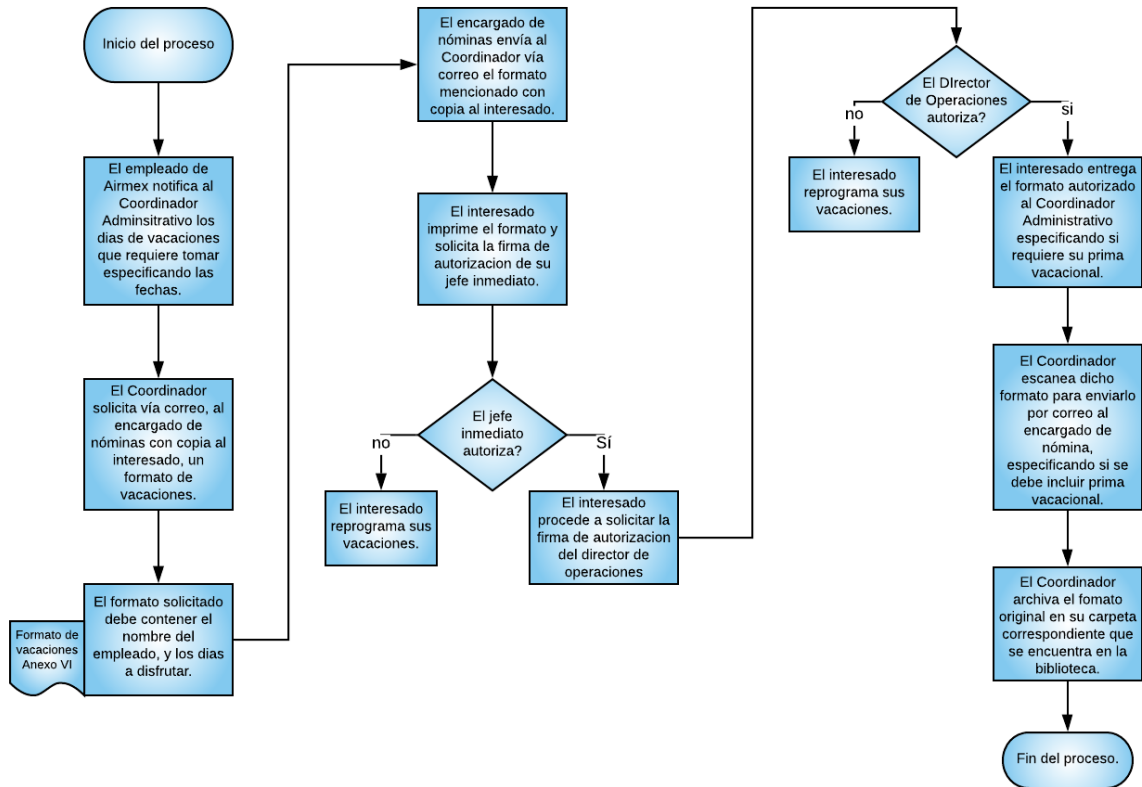 Inicio del proceso
El empleado de
Airmex notifica al
Coordinador
Adminsitrativo los
dias de vacaciones
que requiere tomar
especificando las
fechas.
El Coordinador
solicita vía correo, al
encargado de
nóminas con copia al
interesado, un
formato de
vacaciones.
El formato solicitado
debe contener el
nombre del
empleado, y los dias
a disfrutar.
Formato de
vacaciones
Anexo VI
El encargado de
nóminas envía al
Coordinador vía
correo el formato
mencionado con
copia al interesado.
El interesado
imprime el formato y
solicita la firma de
autorizacion de su
jefe inmediato.
El jefe
inmediato
autoriza?
no
Sí
El interesado
reprograma sus
vacaciones.
El interesado
procede a solicitar la
firma de autorizacion
del director de
operaciones
El DIrector
de Operaciones
autoriza?
no
si
El interesado
reprograma sus
vacaciones.
El interesado entrega
el formato autorizado
al Coordinador
Administrativo
especificando si
requiere su prima
vacacional.
El Coordinador
escanea dicho
formato para enviarlo
por correo al
encargado de
nómina,
especificando si se
debe incluir prima
vacacional.
El Coordinador
archiva el fomato
original en su carpeta
correspondiente que
se encuentra en la
biblioteca.
Fin del proceso.